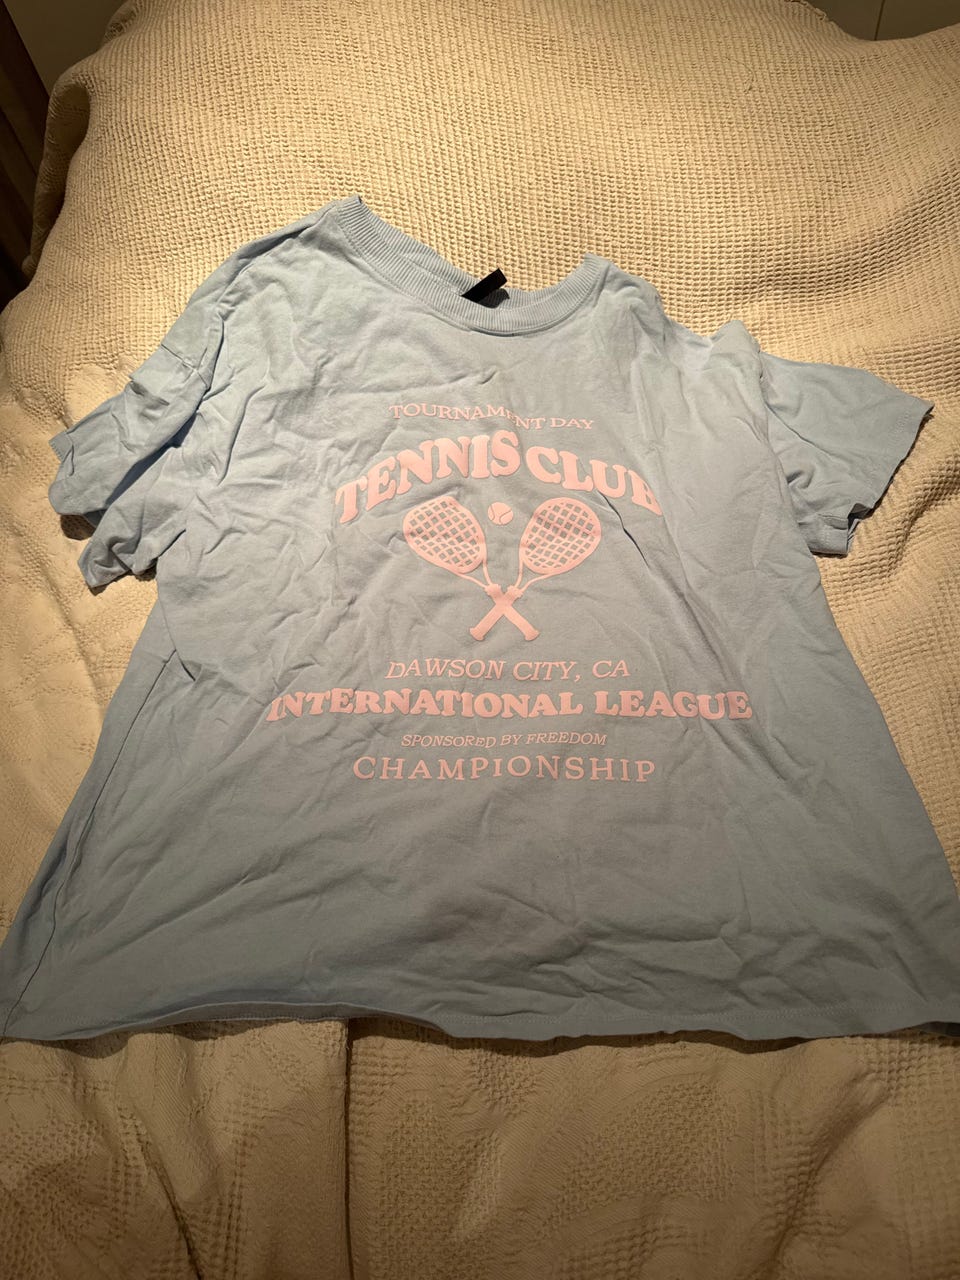 TOURNAMENT DAY
TENNIS CLUB
DAWSON CITY, CA
INTERNATIONAL LEAGUE
SPONSORED BY FREEDOM
CHAMPIONSHIP